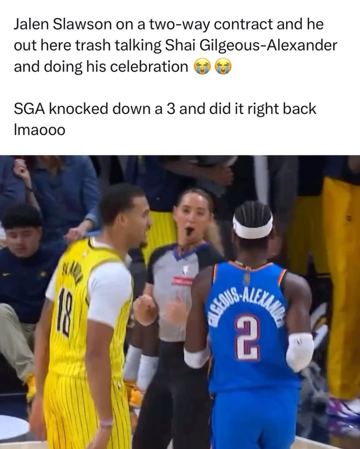 Jalen Slawson on a two-way contract and he
out here trash talking Shai Gilgeous-Alexander
and doing his celebration 😭😭
SGA knocked down a 3 and did it right back
lmaooo
18
GILGEOUS-ALEXANDER
2